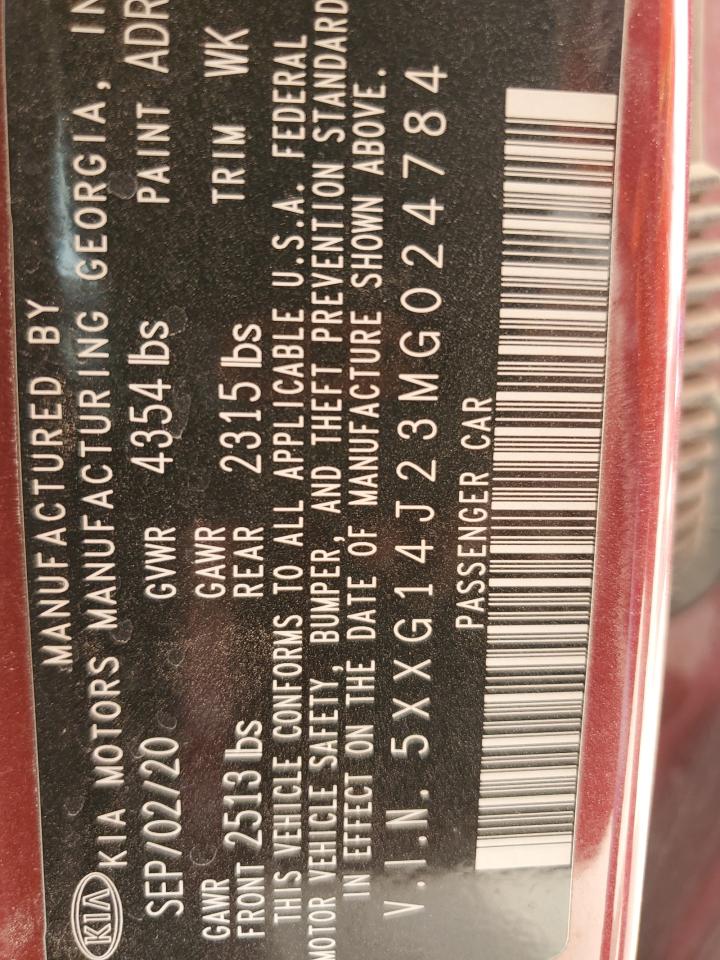 MANUFACTURED BY
KIA KIA MOTORS MANUFACTURING GEORGIA, IN
SEP/02/20 GVWR 4354 lbs PAINT ADR
GAWR FRONT 2513 lbs GAWR REAR 2315 lbs TRIM WK
THIS VEHICLE CONFORMS TO ALL APPLICABLE U.S.A. FEDERAL
MOTOR VEHICLE SAFETY, BUMPER, AND THEFT PREVENTION STANDARD
IN EFFECT ON THE DATE OF MANUFACTURE SHOWN ABOVE.
V.I.N. 5XXG14J23MG024784
PASSENGER CAR